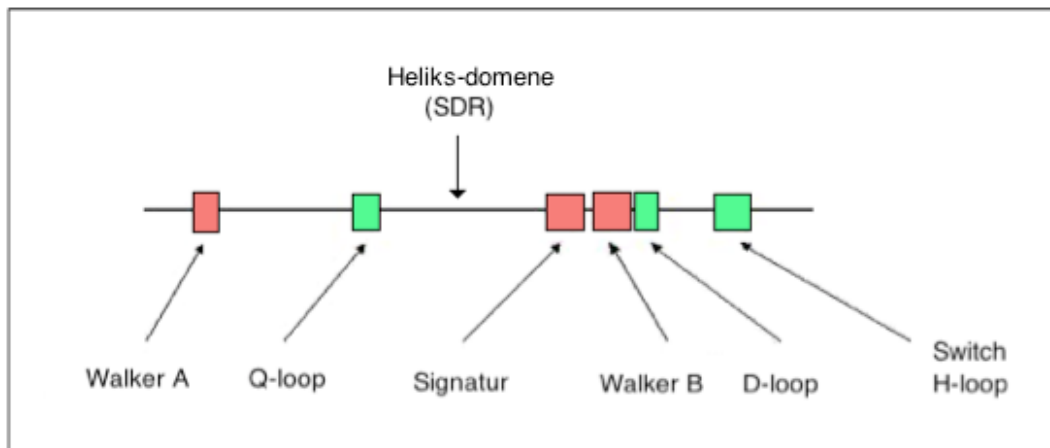 Heliks-domene
(SDR)
Walker A
Q-loop
Signatur
Walker B
D-loop
Switch
H-loop